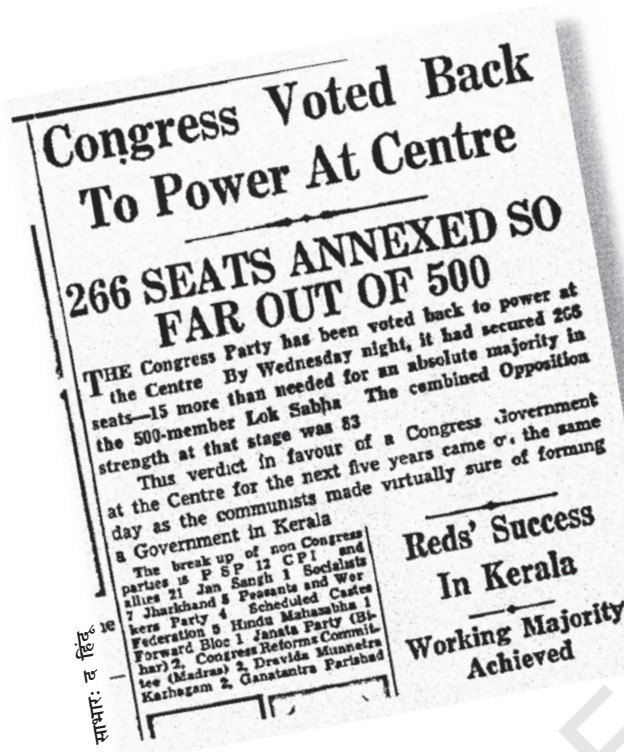 Congress Voted Back
To Power At Centre
266 SEATS ANNEXED SO
FAR OUT OF 500
THE Congress Party has been voted back to power at
the Centre By Wednesday night, it had secured 266
seats—15 more than needed for an absolute majority in
the 500-member Lok Sabha The combined Opposition
strength at that stage was 83
This verdict in favour of a Congress Government
at the Centre for the next five years came on the same
day as the communists made virtually sure of forming
a Government in Kerala
The break up of non Congress
parties is P S P 12 C P I and
allies 21 Jan Sangh 1 Socialists
7 Jharkhand 5 Peasants and Wor
kers Party 4 Scheduled Castes
Federation 5 Hindu Mahasabha 1
Forward Bloc 1 Janata Party (Bi-
har) 2, Congress Reforms Commit-
tee (Madras) 2, Dravida Munnetra
Kazhagam 2, Ganatantra Parishad
Reds' Success
In Kerala
Working Majority
Achieved
साभार: द हिंदू